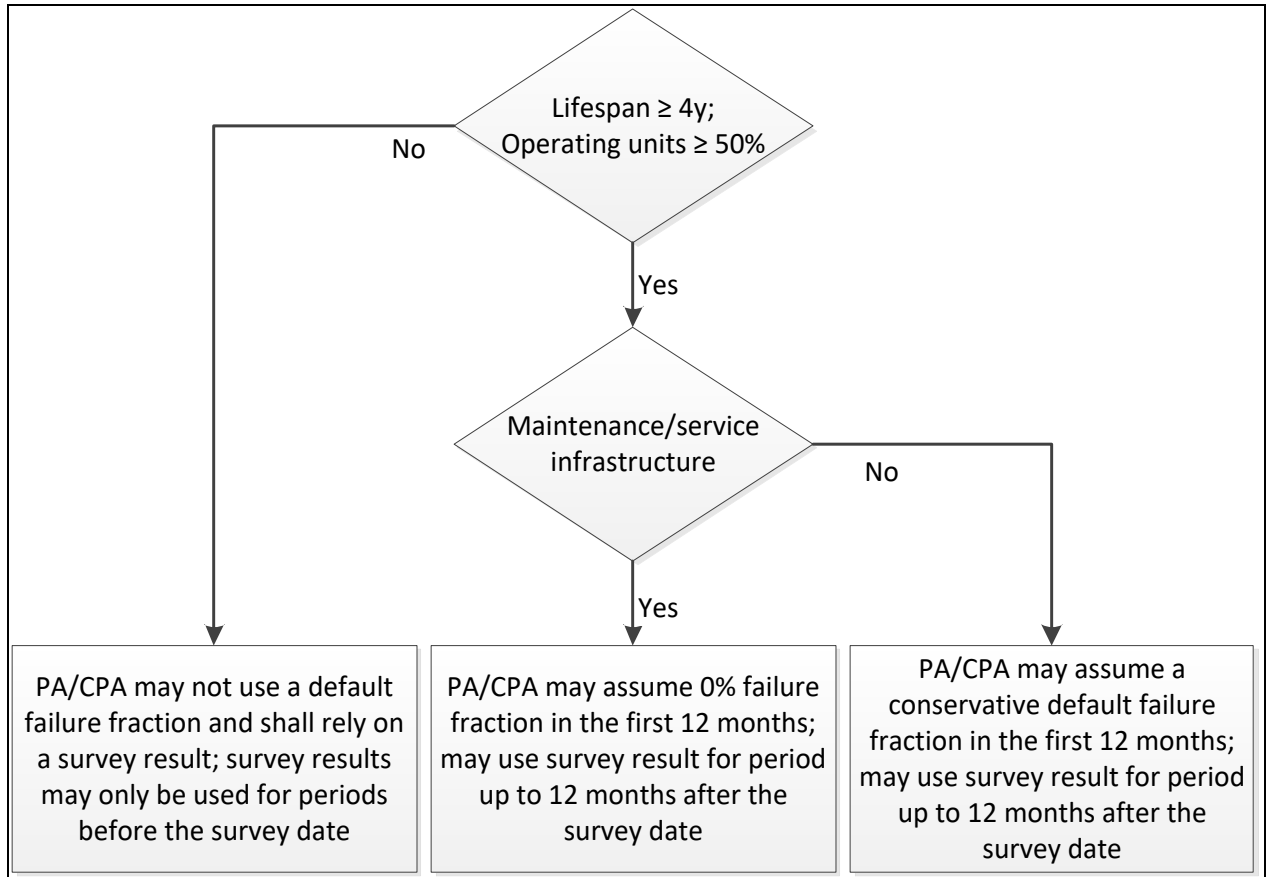 Lifespan ≥ 4y;
Operating units ≥ 50%
No
Yes
Maintenance/service
infrastructure
No
Yes
PA/CPA may not use a default
failure fraction and shall rely on
a survey result; survey results
may only be used for periods
before the survey date
PA/CPA may assume 0% failure
fraction in the first 12 months;
may use survey result for period
up to 12 months after the
survey date
PA/CPA may assume a
conservative default failure
fraction in the first 12 months;
may use survey result for period
up to 12 months after the
survey date